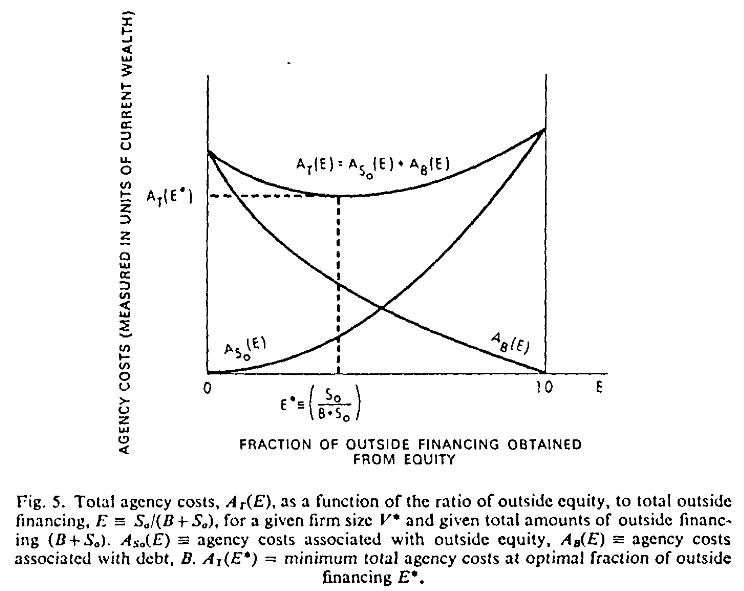 AGENCY COSTS (MEASURED IN UNITS OF CURRENT WEALTH)
A_T(E) = A_{S_o}(E) + A_B(E)
A_T(E*)
A_{S_o}(E)
A_B(E)
0
1.0
E
E* ≡ (S_o / B+S_o)
FRACTION OF OUTSIDE FINANCING OBTAINED
FROM EQUITY
Fig. 5. Total agency costs, A_T(E), as a function of the ratio of outside equity, to total outside
financing, E ≡ S_o/(B+S_o), for a given firm size V* and given total amounts of outside financ-
ing (B+S_o). A_{So}(E) ≡ agency costs associated with outside equity, A_B(E) ≡ agency costs
associated with debt, B. A_T(E*) = minimum total agency costs at optimal fraction of outside
financing E*.